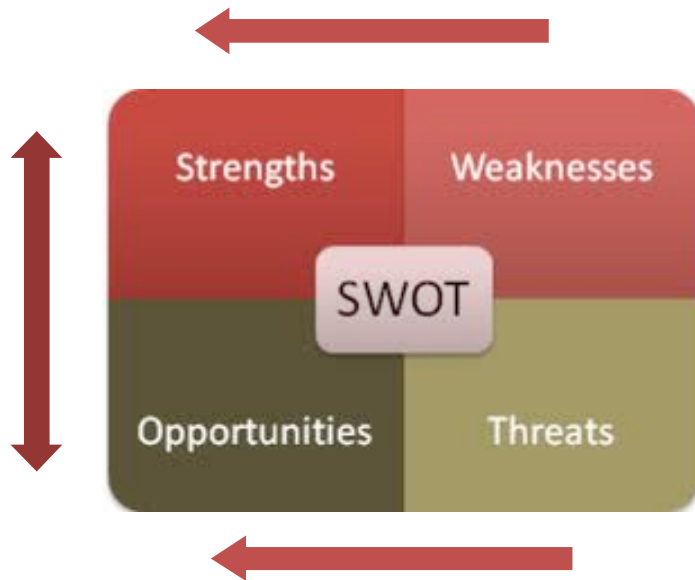 Strengths
Weaknesses
SWOT
Opportunities
Threats